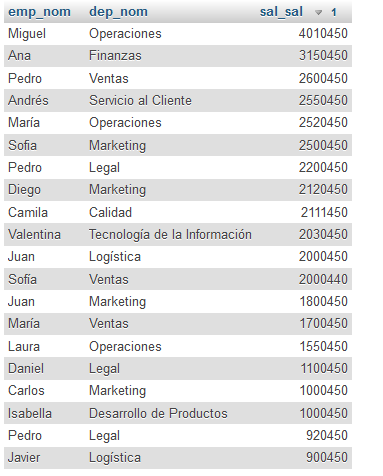 emp_nom dep_nom sal_sal 1
Miguel Operaciones 4010450
Ana Finanzas 3150450
Pedro Ventas 2600450
Andrés Servicio al Cliente 2550450
María Operaciones 2520450
Sofia Marketing 2500450
Pedro Legal 2200450
Diego Marketing 2120450
Camila Calidad 2111450
Valentina Tecnología de la Información 2030450
Juan Logística 2000450
Sofía Ventas 2000440
Juan Marketing 1800450
María Ventas 1700450
Laura Operaciones 1550450
Daniel Legal 1100450
Carlos Marketing 1000450
Isabella Desarrollo de Productos 1000450
Pedro Legal 920450
Javier Logística 900450